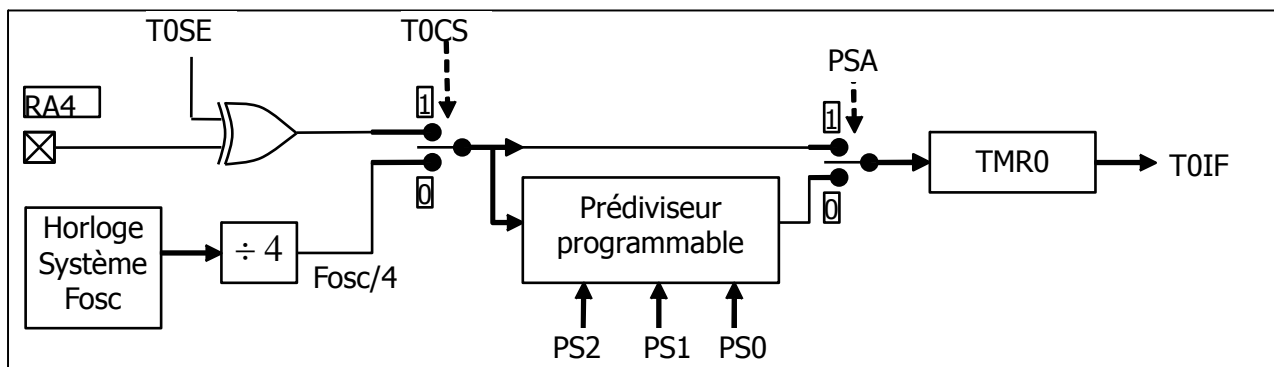 T0SE
T0CS
PSA
RA4
1
0
1
0
Horloge
Système
Fosc
÷ 4
Fosc/4
Prédiviseur
programmable
PS2
PS1
PS0
TMR0
T0IF